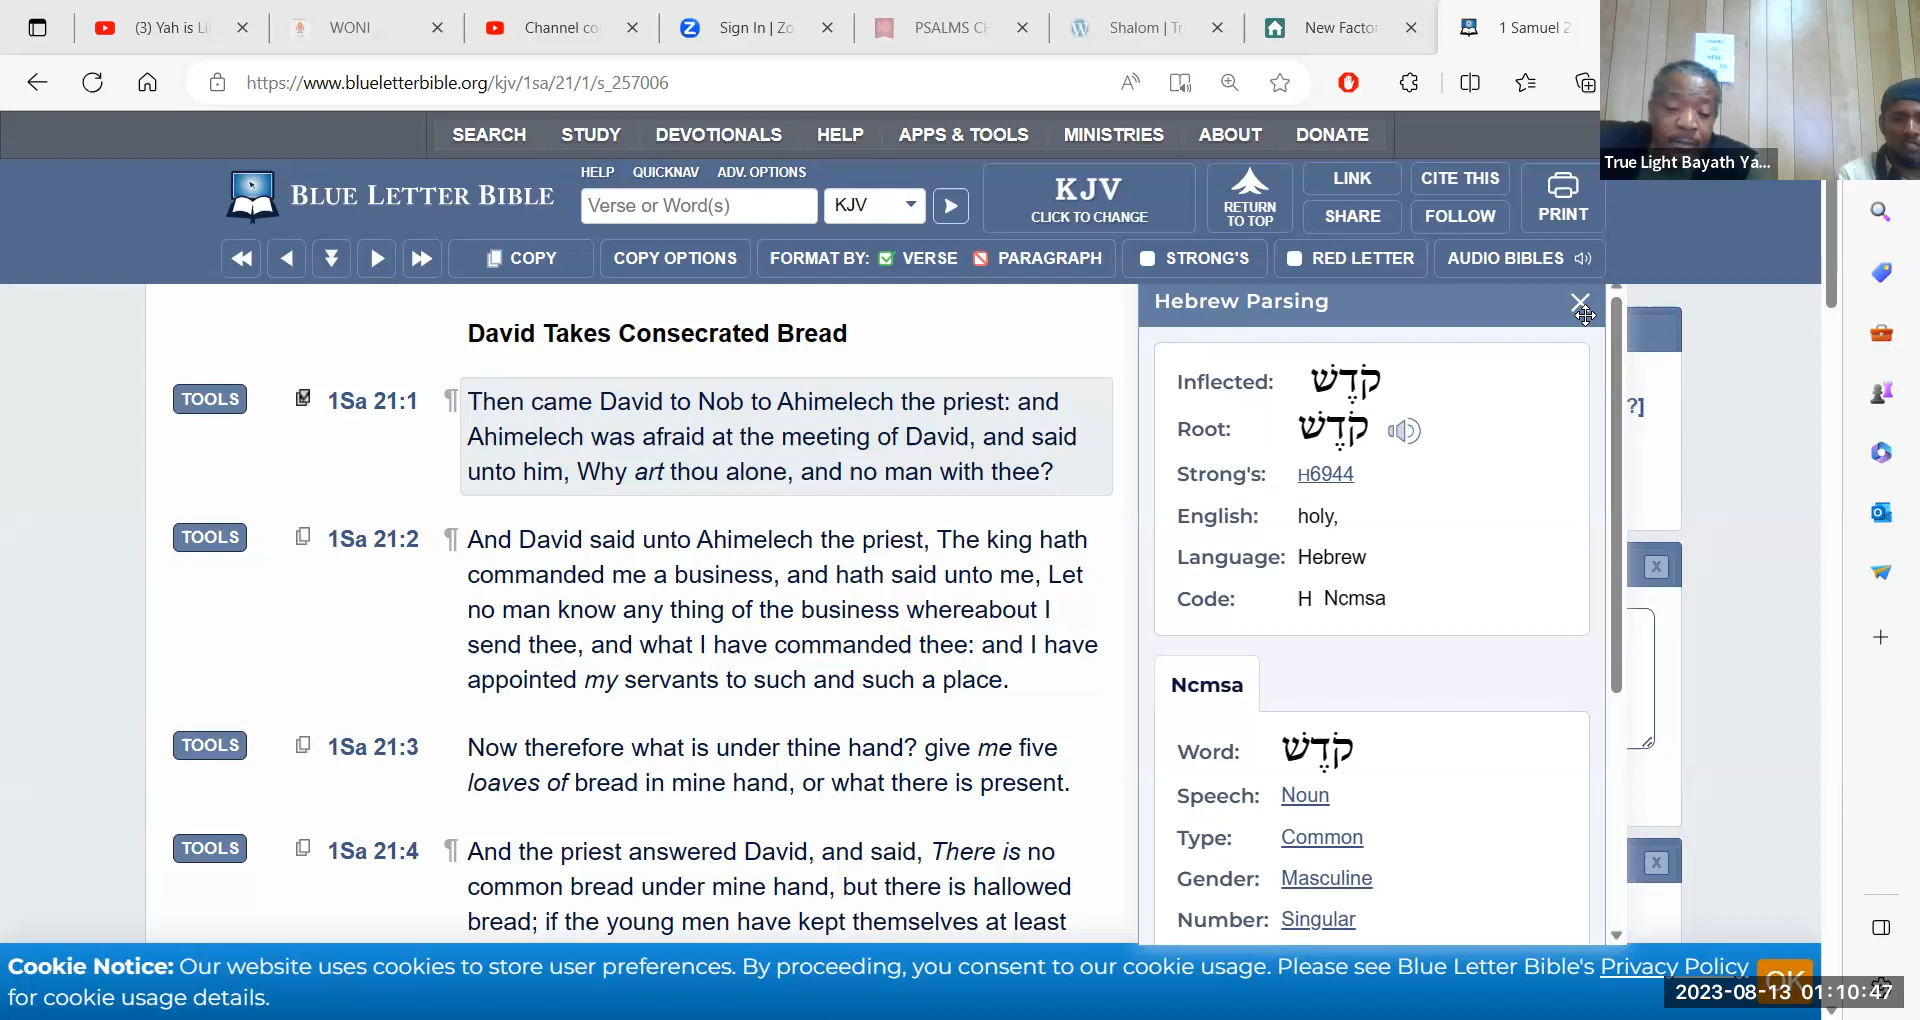 (3) Yah is Li
WONI
Channel co
Sign In | Zo
PSALMS CH
Shalom | Tr
New Factor
1 Samuel 2
https://www.blueletterbible.org/kjv/1sa/21/1/s_257006
True Light Bayath Ya...
SEARCH STUDY DEVOTIONALS HELP APPS & TOOLS MINISTRIES ABOUT DONATE
BLUE LETTER BIBLE
HELP QUICKNAV ADV. OPTIONS
Verse or Word(s)
KJV
KJV
CLICK TO CHANGE
RETURN
TO TOP
LINK
CITE THIS
SHARE
FOLLOW
PRINT
COPY
COPY OPTIONS
FORMAT BY: VERSE PARAGRAPH
STRONG'S
RED LETTER
AUDIO BIBLES
David Takes Consecrated Bread
TOOLS 1Sa 21:1 ¶ Then came David to Nob to Ahimelech the priest: and
Ahimelech was afraid at the meeting of David, and said
unto him, Why art thou alone, and no man with thee?
TOOLS 1Sa 21:2 ¶ And David said unto Ahimelech the priest, The king hath
commanded me a business, and hath said unto me, Let
no man know any thing of the business whereabout I
send thee, and what I have commanded thee: and I have
appointed my servants to such and such a place.
TOOLS 1Sa 21:3 Now therefore what is under thine hand? give me five
loaves of bread in mine hand, or what there is present.
TOOLS 1Sa 21:4 ¶ And the priest answered David, and said, There is no
common bread under mine hand, but there is hallowed
bread; if the young men have kept themselves at least
Hebrew Parsing
Inflected: קֹדֶשׁ
Root: קֹדֶשׁ
Strong's: H6944
English: holy,
Language: Hebrew
Code: H Ncmsa
Ncmsa
Word: קֹדֶשׁ
Speech: Noun
Type: Common
Gender: Masculine
Number: Singular
?]
X
X
Cookie Notice: Our website uses cookies to store user preferences. By proceeding, you consent to our cookie usage. Please see Blue Letter Bible's Privacy Policy
for cookie usage details.
OK
2023-08-13 01:10:47